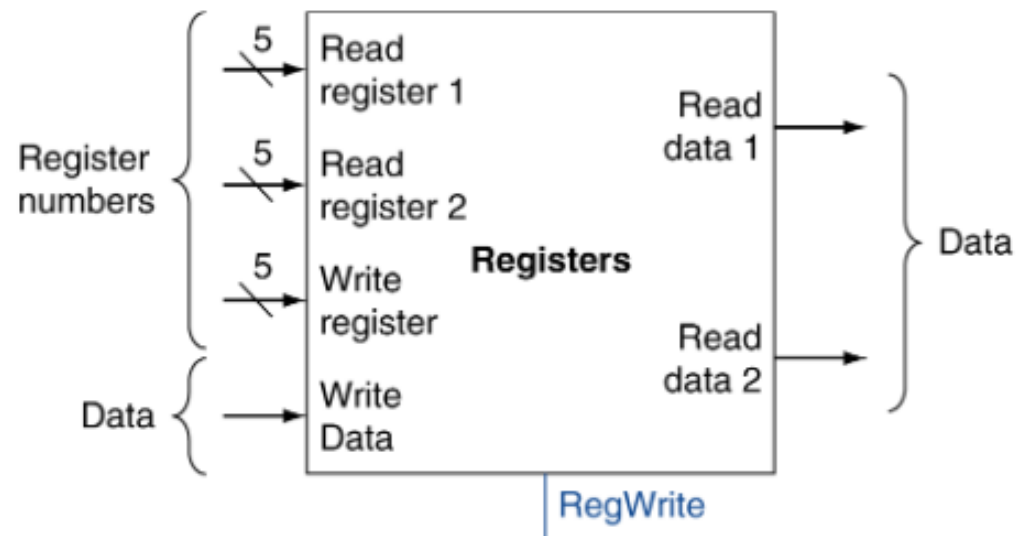 Register
numbers
Data
5
Read
register 1
5
Read
register 2
5
Write
register
Write
Data
Registers
Read
data 1
Read
data 2
Data
RegWrite